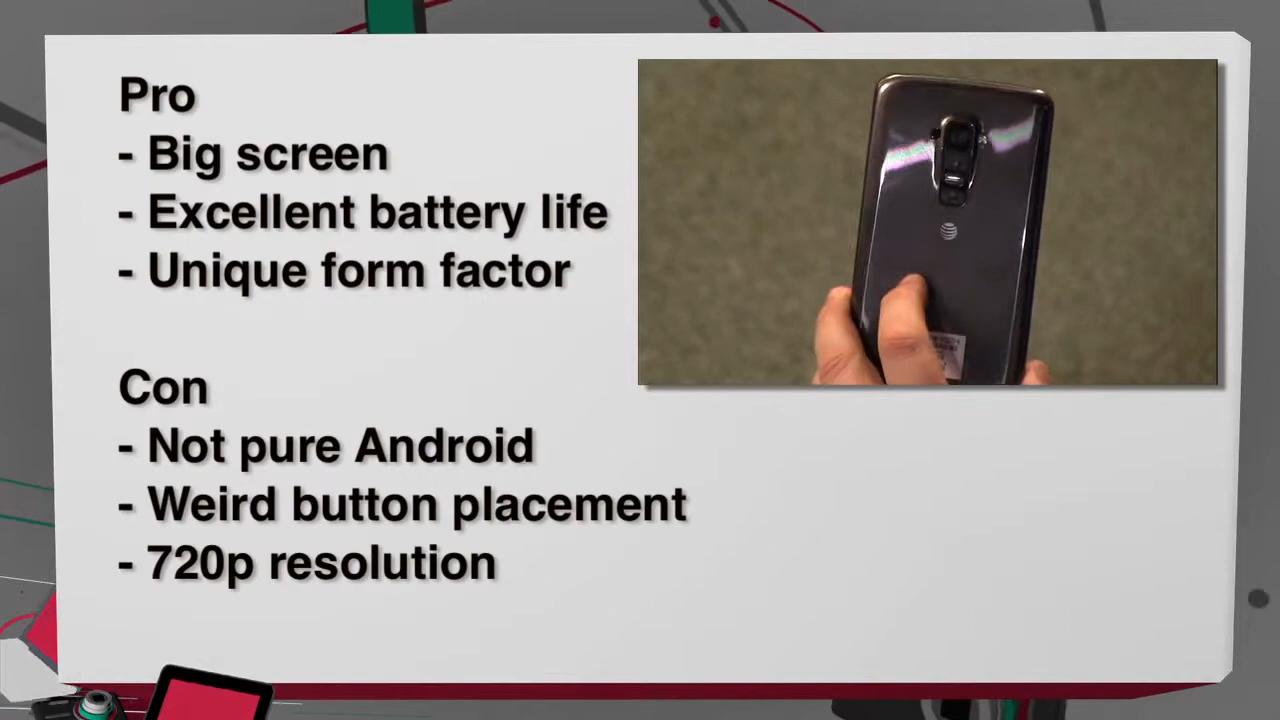 Pro
- Big screen
- Excellent battery life
- Unique form factor
Con
- Not pure Android
- Weird button placement
- 720p resolution